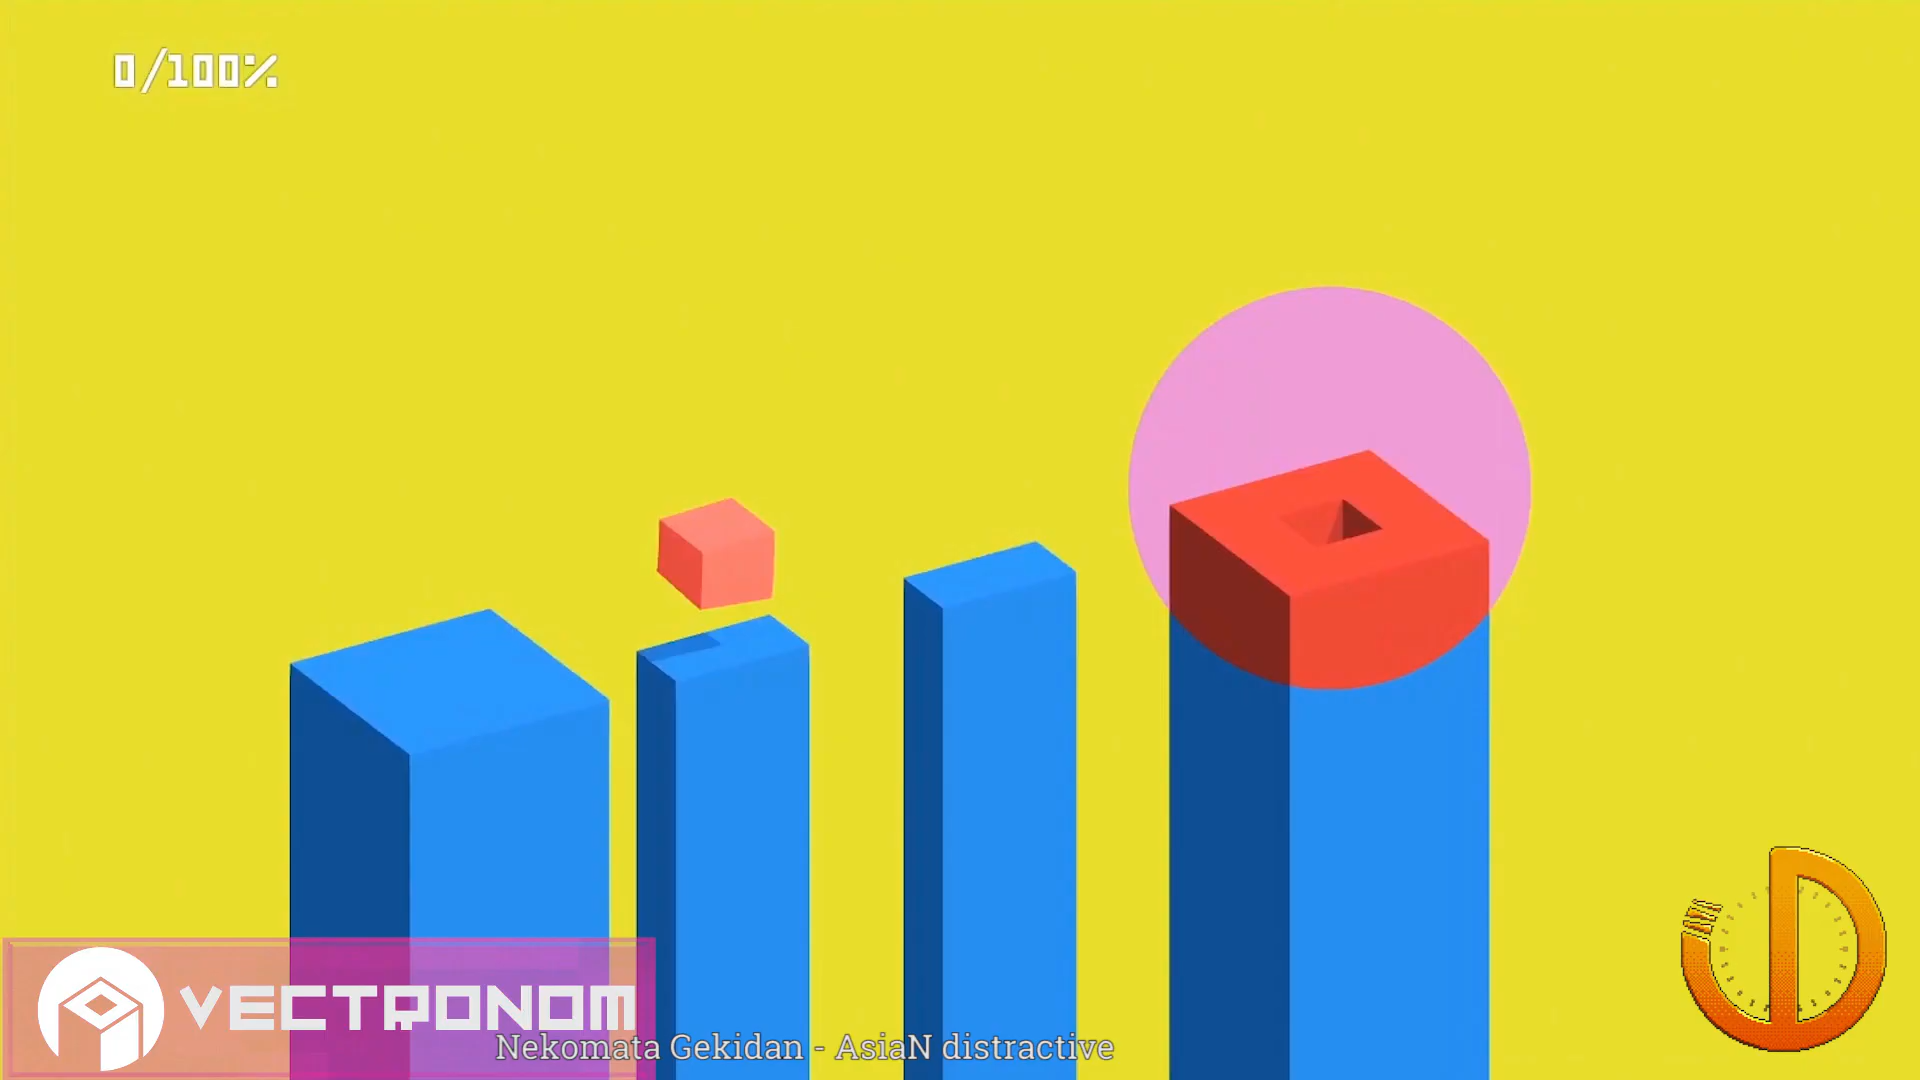 0/100%
VECTRONOM
Nekomata Gekidan - AsiaN distractive